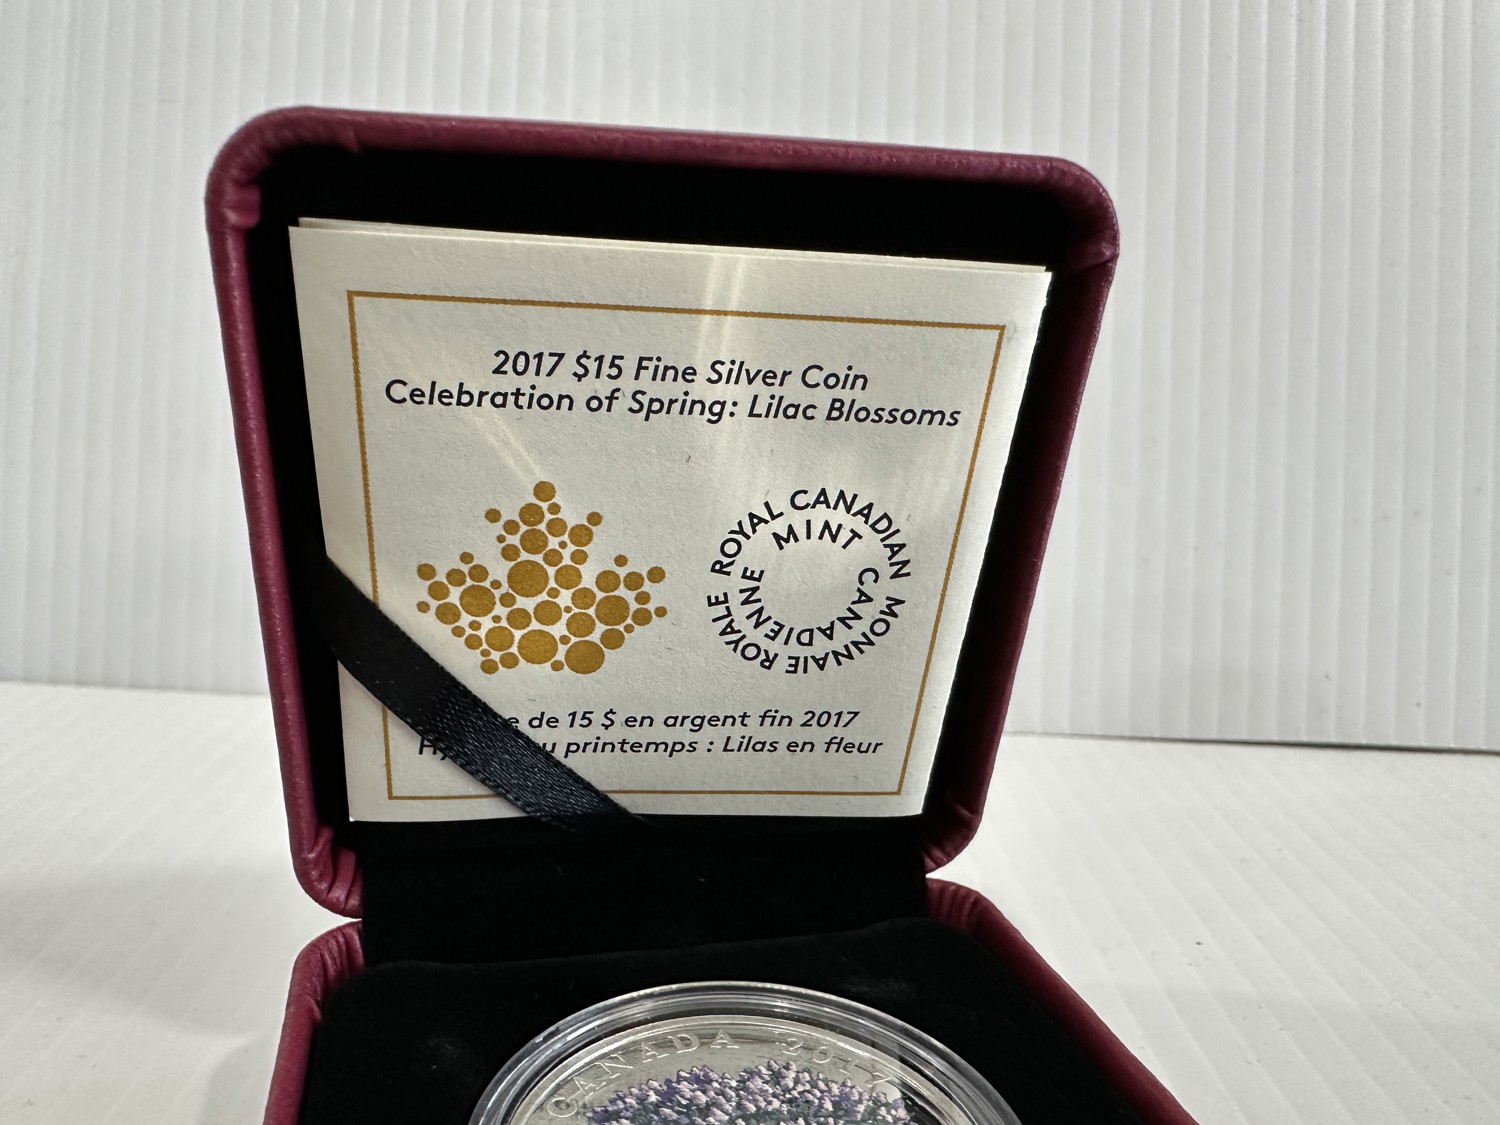 2017 $15 Fine Silver Coin
Celebration of Spring: Lilac Blossoms
ROYAL CANADIAN MINT
MONNAIE ROYALE CANADIENNE
de 15 $ en argent fin 2017
printemps : Lilas en fleur
CANADA 2017